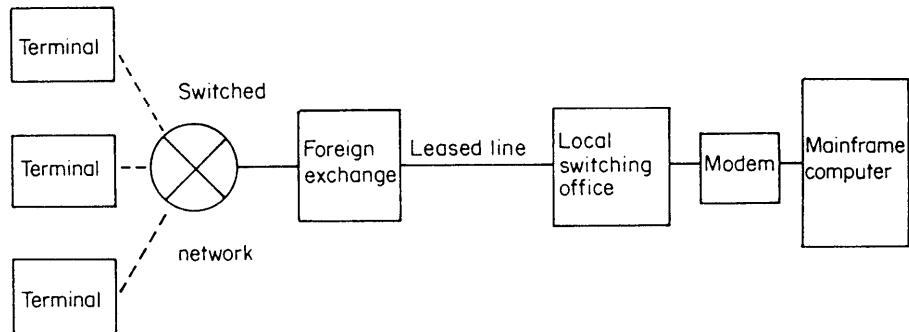 Terminal
Switched
Terminal
Foreign
exchange
Leased line
Local
switching
office
Modem
Mainframe
computer
network
Terminal